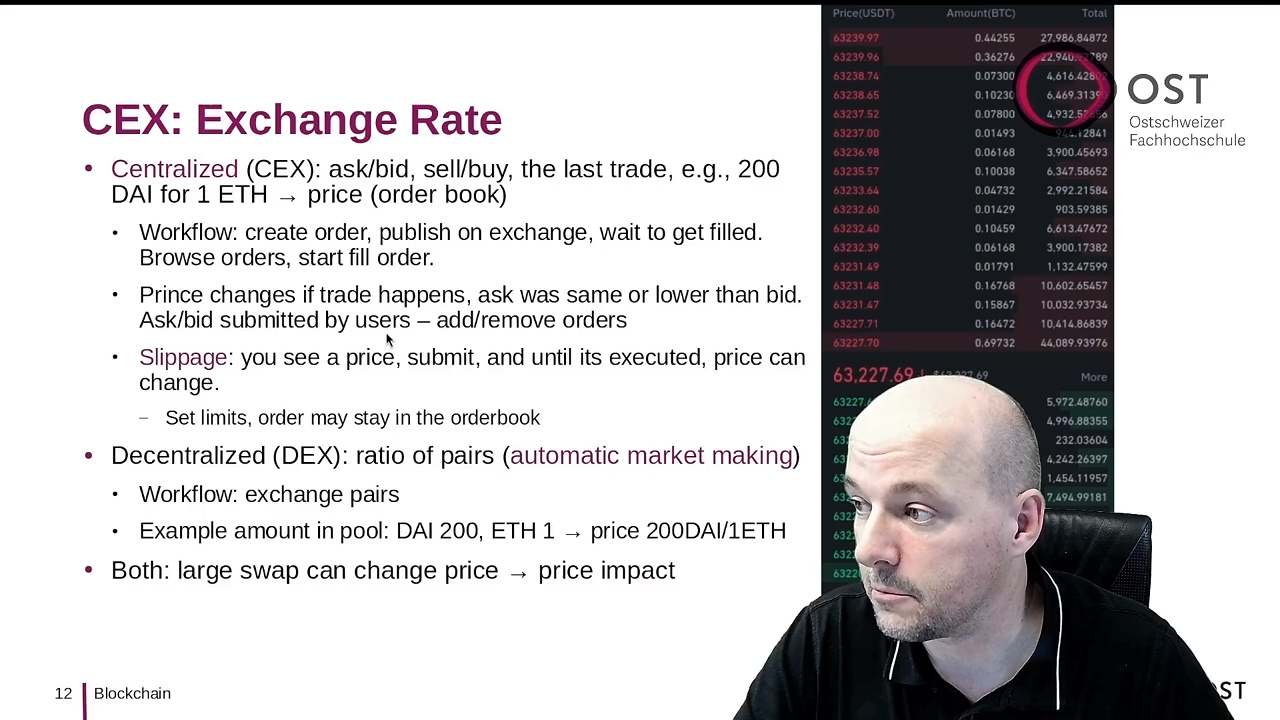 CEX: Exchange Rate
• Centralized (CEX): ask/bid, sell/buy, the last trade, e.g., 200
DAI for 1 ETH → price (order book)
• Workflow: create order, publish on exchange, wait to get filled.
Browse orders, start fill order.
• Prince changes if trade happens, ask was same or lower than bid.
Ask/bid submitted by users – add/remove orders
• Slippage: you see a price, submit, and until its executed, price can
change.
– Set limits, order may stay in the orderbook
• Decentralized (DEX): ratio of pairs (automatic market making)
• Workflow: exchange pairs
• Example amount in pool: DAI 200, ETH 1 → price 200DAI/1ETH
• Both: large swap can change price → price impact
12 Blockchain
Price(USDT) Amount(BTC) Total
63239.97 0.44255 27,986.84872
63239.96 0.36276
63238.74 0.07300
63238.65 0.10230
63237.52 0.07800
63237.00 0.01493
63236.98 0.06168 3,900.45693
63235.57 0.10038 6,347.58652
63233.64 0.04732 2,992.21584
63232.60 0.01429 903.59385
63232.40 0.10459 6,613.47672
63232.39 0.06168 3,900.17382
63231.49 0.01791 1,132.47599
63231.48 0.16768 10,602.65457
63231.47 0.15867 10,032.93734
63227.71 0.16472 10,414.86839
63227.70 0.69732 44,089.93976
63,227.69 More
5,972.48760
4,996.88355
232.03604
4,242.26397
1,454.11957
7,494.99181
OST
Ostschweizer
Fachhochschule